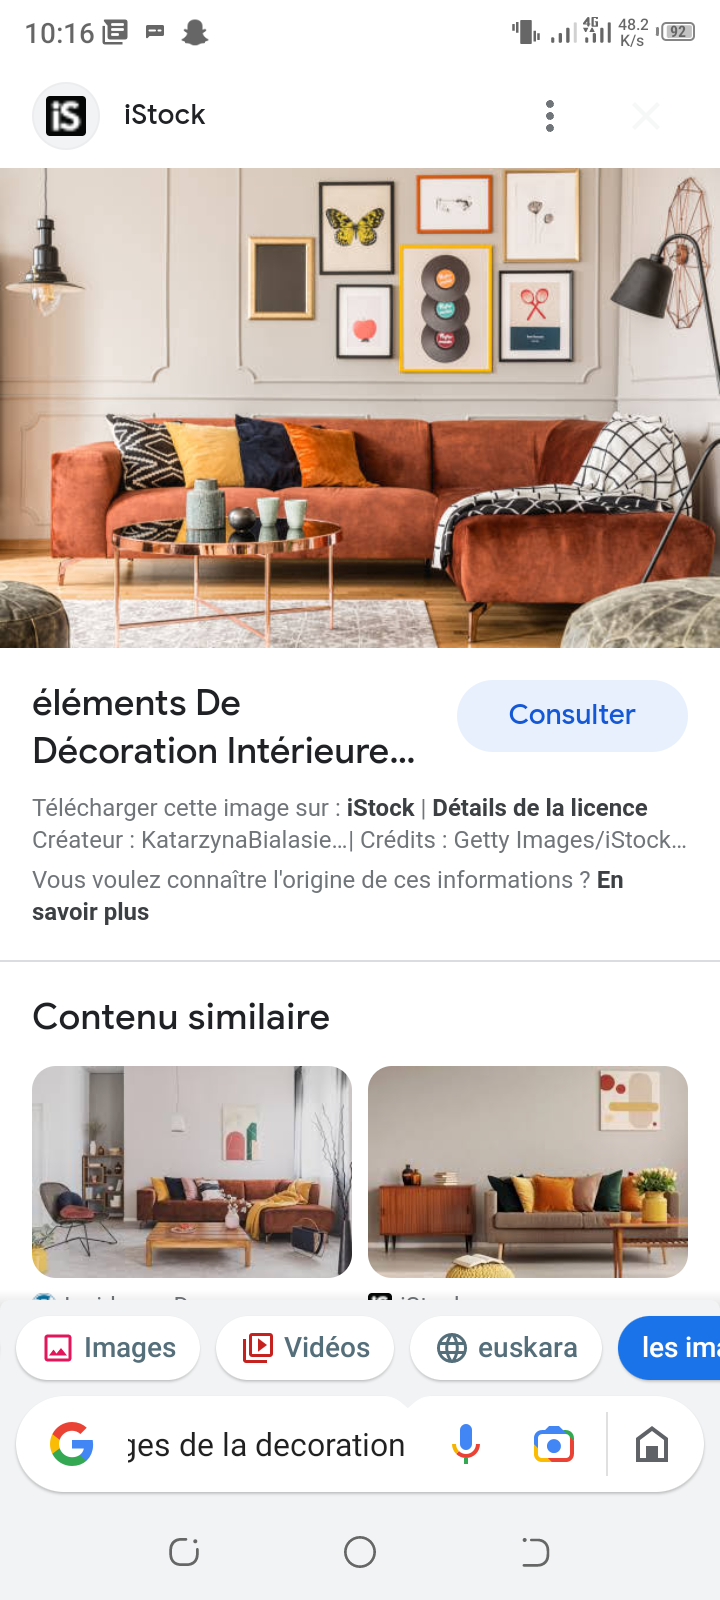 10:16
4G
48.2
K/s
92
iS
iStock
éléments De
Décoration Intérieure...
Consulter
Télécharger cette image sur : iStock | Détails de la licence
Créateur : KatarzynaBialasie...| Crédits : Getty Images/iStock...
Vous voulez connaître l'origine de ces informations ? En
savoir plus
Contenu similaire
Images
Vidéos
euskara
les ima
ges de la decoration